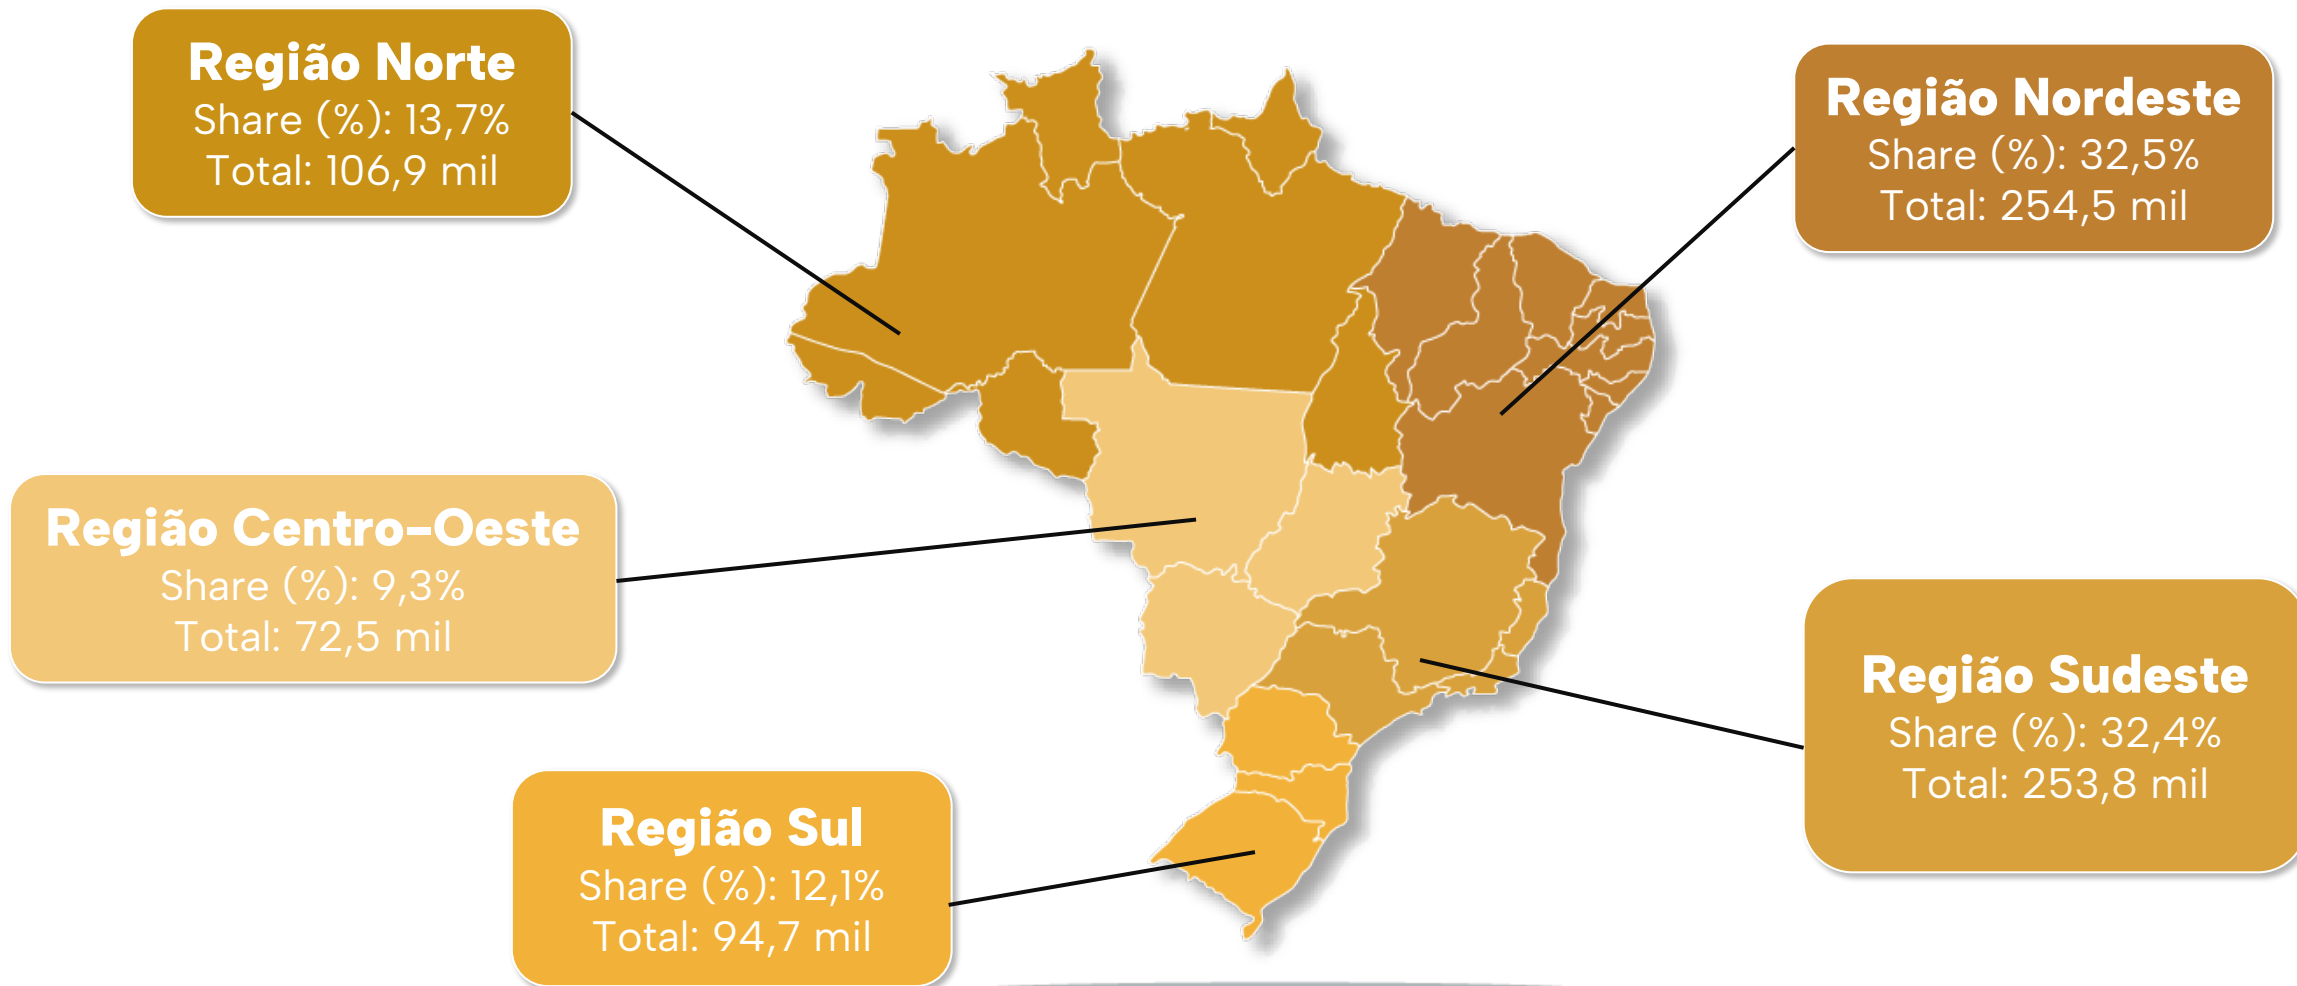 Região Norte
Share (%): 13,7%
Total: 106,9 mil
Região Nordeste
Share (%): 32,5%
Total: 254,5 mil
Região Centro-Oeste
Share (%): 9,3%
Total: 72,5 mil
Região Sudeste
Share (%): 32,4%
Total: 253,8 mil
Região Sul
Share (%): 12,1%
Total: 94,7 mil